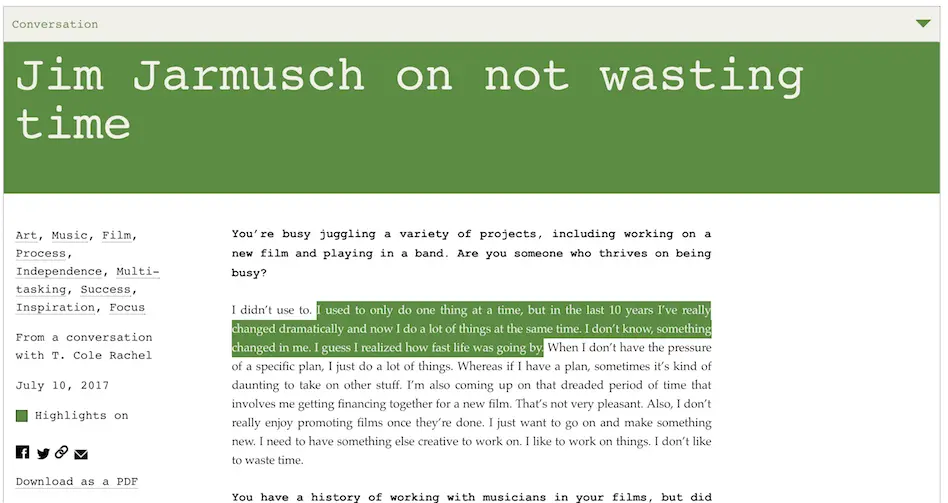 Conversation
Jim Jarmusch on not wasting
time
Art, Music, Film,
Process,
Independence, Multi-
tasking, Success,
Inspiration, Focus
From a conversation
with T. Cole Rachel
July 10, 2017
Highlights on
Download as a PDF
You’re busy juggling a variety of projects, including working on a
new film and playing in a band. Are you someone who thrives on being
busy?
I didn’t use to. I used to only do one thing at a time, but in the last 10 years I’ve really
changed dramatically and now I do a lot of things at the same time. I don’t know, something
changed in me. I guess I realized how fast life was going by. When I don’t have the pressure
of a specific plan, I just do a lot of things. Whereas if I have a plan, sometimes it’s kind of
daunting to take on other stuff. I’m also coming up on that dreaded period of time that
involves me getting financing together for a new film. That’s not very pleasant. Also, I don’t
really enjoy promoting films once they’re done. I just want to go on and make something
new. I need to have something else creative to work on. I like to work on things. I don’t like
to waste time.
You have a history of working with musicians in your films, but did